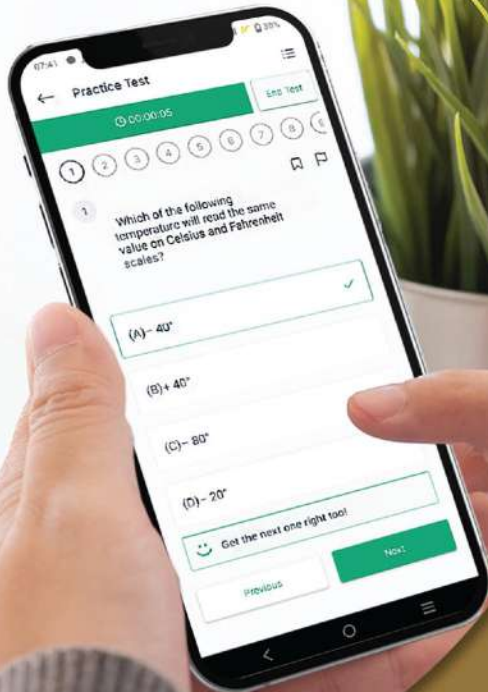 07:41
Practice Test
00:00:05
End Test
1 2 3 4 5 6 7 8
1
Which of the following
temperature will read the same
value on Celsius and Fahrenheit
scales?
(A)– 40°
(B)+ 40°
(C)– 80°
(D)– 20°
Get the next one right too!
Previous
Next